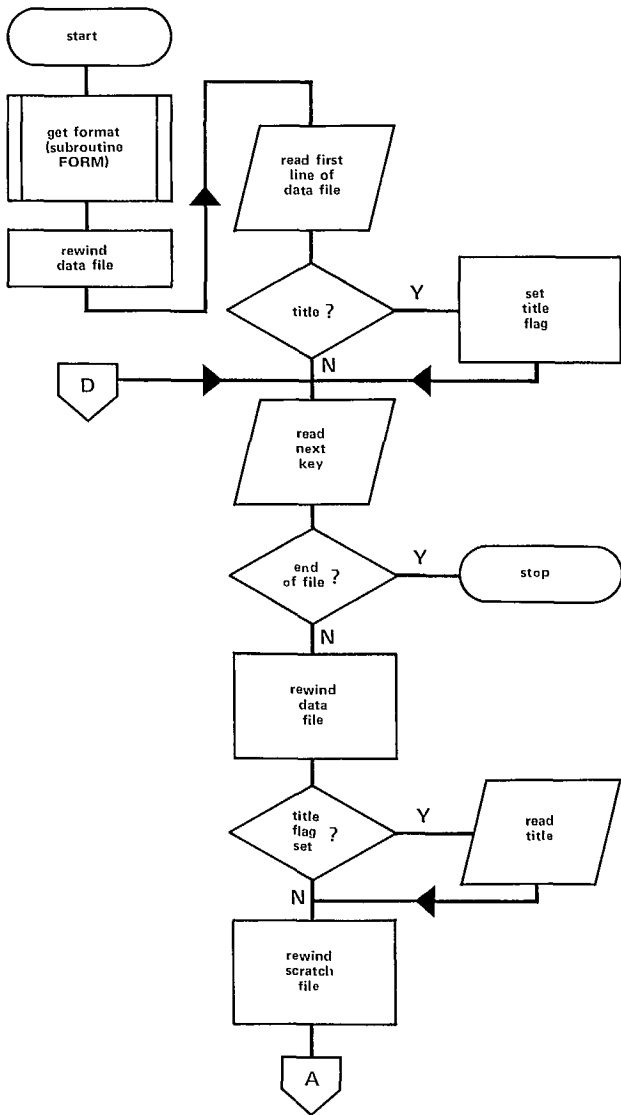 start
get format
(subroutine
FORM)
rewind
data file
read first
line of
data file
title ?
Y
set
title
flag
N
D
read
next
key
end
of file ?
Y
stop
N
rewind
data
file
title
flag ?
set
Y
read
title
N
rewind
scratch
file
A